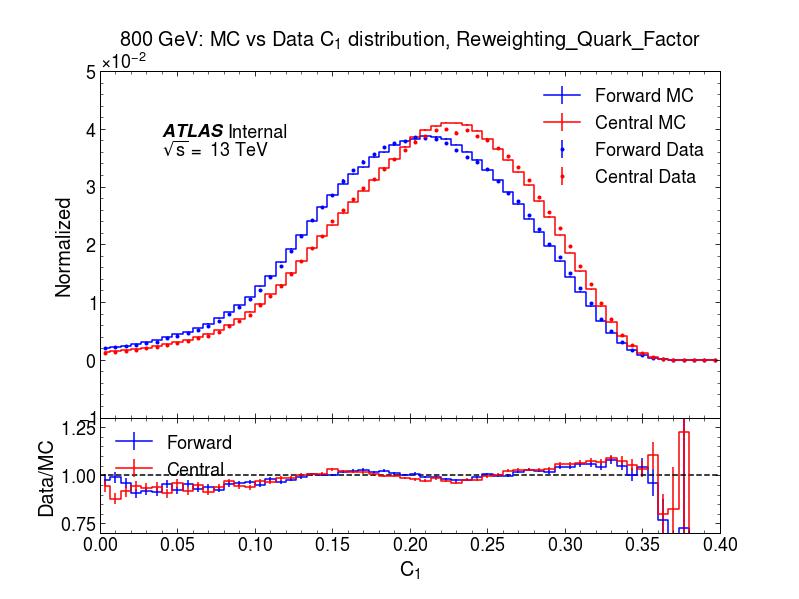 800 GeV: MC vs Data C₁ distribution, Reweighting_Quark_Factor
×10⁻²
5
4
3
2
1
0
−1
Normalized
ATLAS Internal
√s = 13 TeV
Forward MC
Central MC
Forward Data
Central Data
1.25
1.00
0.75
Data/MC
Forward
Central
0.00 0.05 0.10 0.15 0.20 0.25 0.30 0.35 0.40
C₁